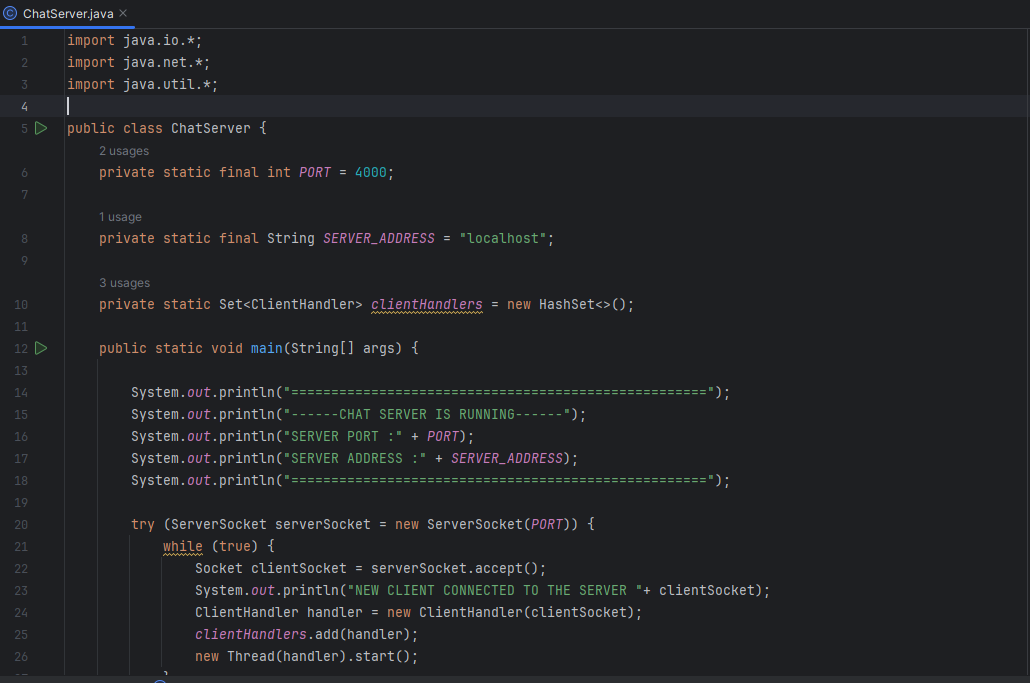 ChatServer.java
1 import java.io.*;
2 import java.net.*;
3 import java.util.*;
4
5 public class ChatServer {
2 usages
6 private static final int PORT = 4000;
7
1 usage
8 private static final String SERVER_ADDRESS = "localhost";
9
3 usages
10 private static Set<ClientHandler> clientHandlers = new HashSet<>();
11
12 public static void main(String[] args) {
13
14 System.out.println("====================================================");
15 System.out.println("------CHAT SERVER IS RUNNING------");
16 System.out.println("SERVER PORT :" + PORT);
17 System.out.println("SERVER ADDRESS :" + SERVER_ADDRESS);
18 System.out.println("====================================================");
19
20 try (ServerSocket serverSocket = new ServerSocket(PORT)) {
21 while (true) {
22 Socket clientSocket = serverSocket.accept();
23 System.out.println("NEW CLIENT CONNECTED TO THE SERVER "+ clientSocket);
24 ClientHandler handler = new ClientHandler(clientSocket);
25 clientHandlers.add(handler);
26 new Thread(handler).start();